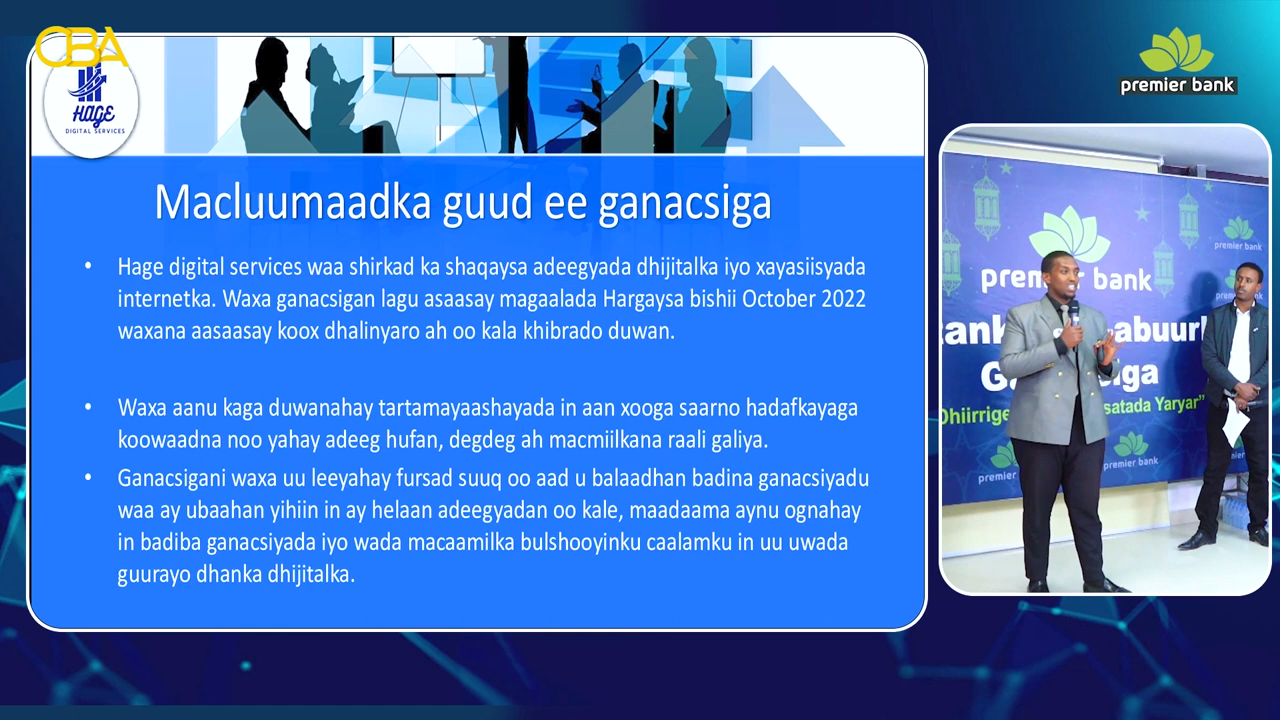 CBA
HAGE
DIGITAL SERVICES
premier bank
Macluumaadka guud ee ganacsiga
• Hage digital services waa shirkad ka shaqaysa adeegyada dhijitalka iyo xayasiisyada
internetka. Waxa ganacsigan lagu asaasay magaalada Hargaysa bishii October 2022
waxana aasaasay koox dhalinyaro ah oo kala khibrado duwan.
• Waxa aanu kaga duwanahay tartamayaashayada in aan xooga saarno hadafkayaga
koowaadna noo yahay adeeg hufan, degdeg ah macmiilkana raali galiya.
• Ganacsigani waxa uu leeyahay fursad suuq oo aad u balaadhan badina ganacsiyadu
waa ay ubaahan yihiin in ay helaan adeegyadan oo kale, maadaama aynu ognahay
in badiba ganacsiyada iyo wada macaamilka bulshooyinku caalamku in uu uwada
guurayo dhanka dhijitalka.
premier bank
premier bank
Yaryar”
premier bank